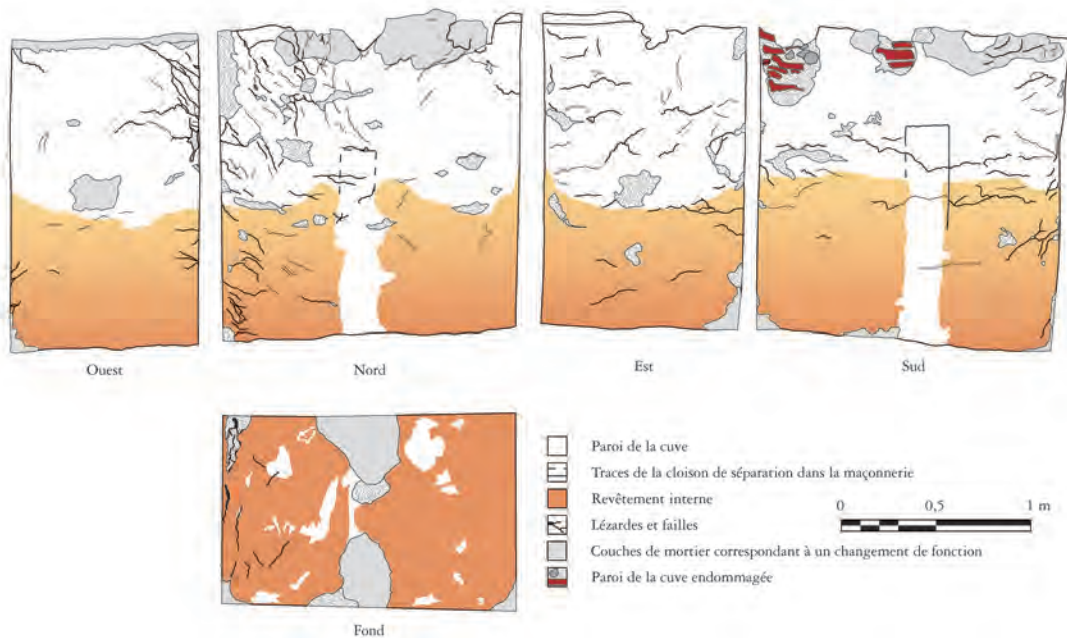 Ouest
Nord
Est
Sud
Paroi de la cuve
Traces de la cloison de séparation dans la maçonnerie
Revêtement interne
Lézardes et failles
Couches de mortier correspondant à un changement de fonction
Paroi de la cuve endommagée
0 0,5 1 m
Fond